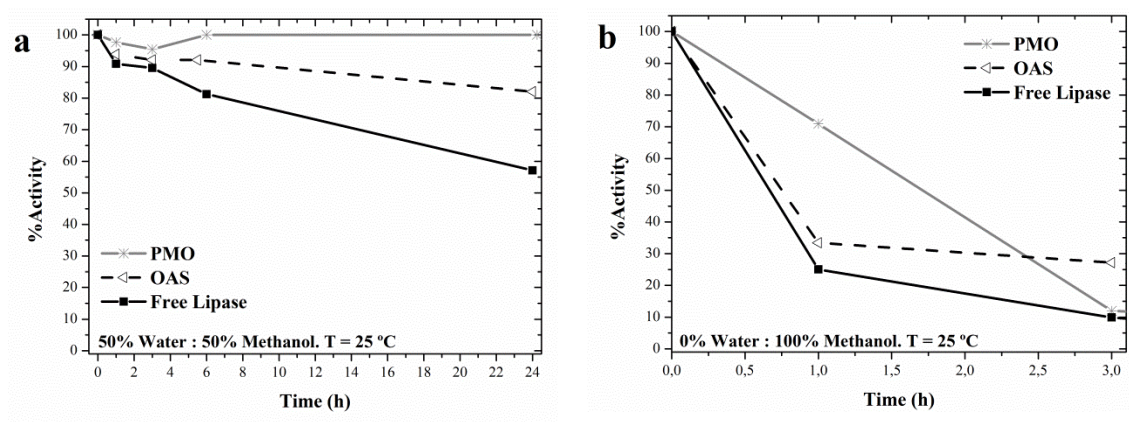 a
100
90
80
70
60
50
40
30
20
10
0
%Activity
PMO
OAS
Free Lipase
50% Water : 50% Methanol. T = 25 ºC
0 2 4 6 8 10 12 14 16 18 20 22 24
Time (h)
b
100
90
80
70
60
50
40
30
20
10
0
%Activity
PMO
OAS
Free Lipase
0% Water : 100% Methanol. T = 25 ºC
0,0 0,5 1,0 1,5 2,0 2,5 3,0
Time (h)